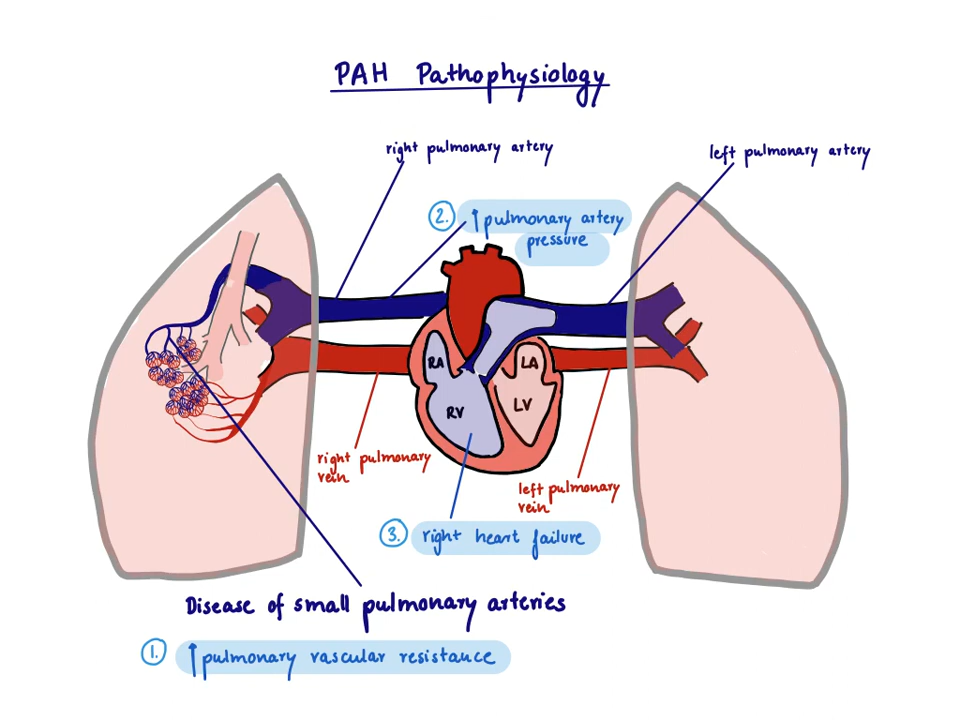 PAH Pathophysiology
right pulmonary artery
left pulmonary artery
2. ↑ pulmonary artery
pressure
RA
LA
RV
LV
right pulmonary
vein
left pulmonary
vein
3. right heart failure
Disease of small pulmonary arteries
1. ↑ pulmonary vascular resistance